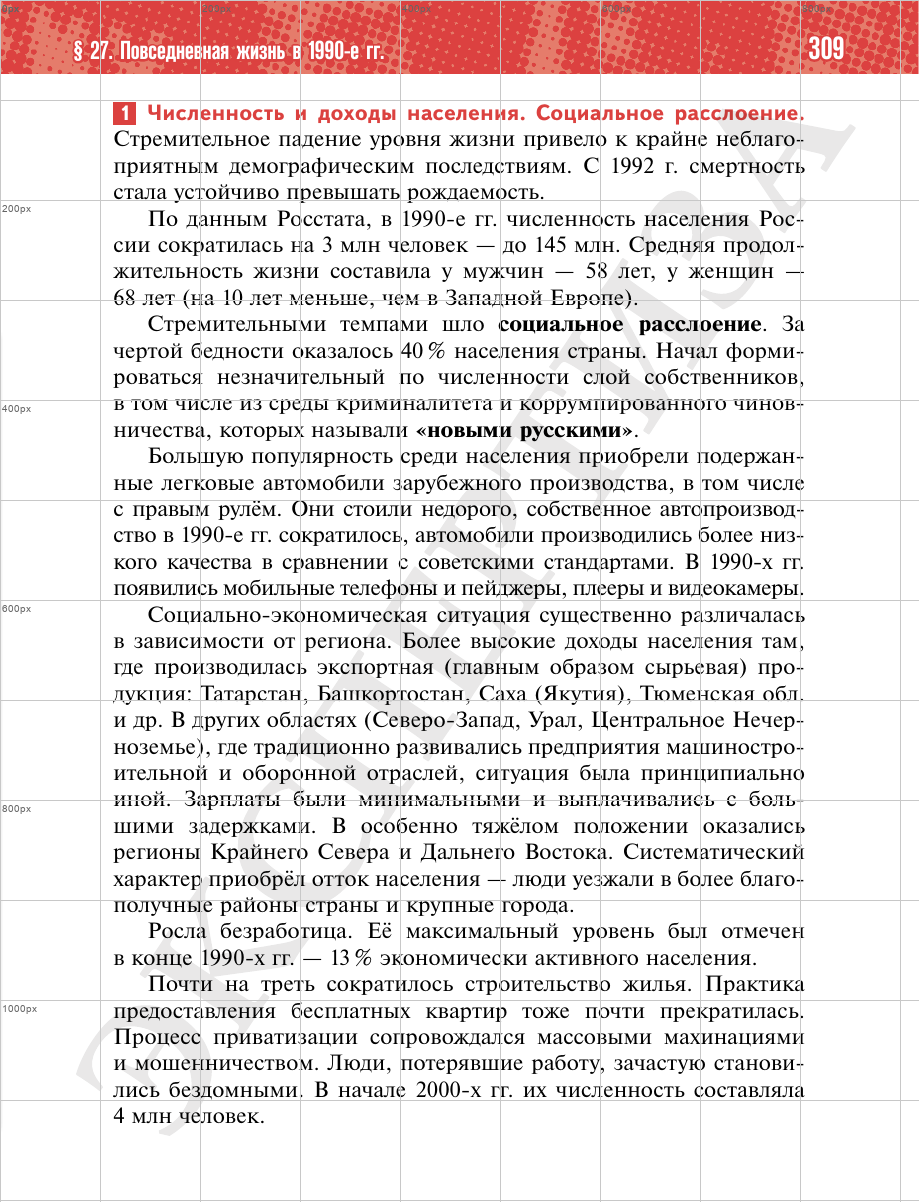 § 27. Повседневная жизнь в 1990-е гг.
309
1 Численность и доходы населения. Социальное расслоение.
Стремительное падение уровня жизни привело к крайне неблаго-
приятным демографическим последствиям. С 1992 г. смертность
стала устойчиво превышать рождаемость.
По данным Росстата, в 1990-е гг. численность населения Рос-
сии сократилась на 3 млн человек — до 145 млн. Средняя продол-
жительность жизни составила у мужчин — 58 лет, у женщин —
68 лет (на 10 лет меньше, чем в Западной Европе).
Стремительными темпами шло социальное расслоение. За
чертой бедности оказалось 40 % населения страны. Начал форми-
роваться незначительный по численности слой собственников,
в том числе из среды криминалитета и коррумпированного чинов-
ничества, которых называли «новыми русскими».
Большую популярность среди населения приобрели подержан-
ные легковые автомобили зарубежного производства, в том числе
с правым рулём. Они стоили недорого, собственное автопроизвод-
ство в 1990-е гг. сократилось, автомобили производились более низ-
кого качества в сравнении с советскими стандартами. В 1990-х гг.
появились мобильные телефоны и пейджеры, плееры и видеокамеры.
Социально-экономическая ситуация существенно различалась
в зависимости от региона. Более высокие доходы населения там,
где производилась экспортная (главным образом сырьевая) про-
дукция: Татарстан, Башкортостан, Саха (Якутия), Тюменская обл.
и др. В других областях (Северо-Запад, Урал, Центральное Нечер-
ноземье), где традиционно развивались предприятия машиностро-
ительной и оборонной отраслей, ситуация была принципиально
иной. Зарплаты были минимальными и выплачивались с боль-
шими задержками. В особенно тяжёлом положении оказались
регионы Крайнего Севера и Дальнего Востока. Систематический
характер приобрёл отток населения — люди уезжали в более благо-
получные районы страны и крупные города.
Росла безработица. Её максимальный уровень был отмечен
в конце 1990-х гг. — 13 % экономически активного населения.
Почти на треть сократилось строительство жилья. Практика
предоставления бесплатных квартир тоже почти прекратилась.
Процесс приватизации сопровождался массовыми махинациями
и мошенничеством. Люди, потерявшие работу, зачастую станови-
лись бездомными. В начале 2000-х гг. их численность составляла
4 млн человек.
ЭКСПЕРТИЗА
200px
400px
600px
800px
1000px